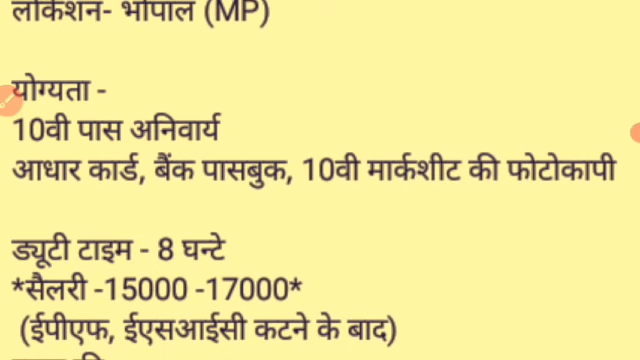 लोकेशन- भोपाल (MP)
योग्यता -
10वी पास अनिवार्य
आधार कार्ड, बैंक पासबुक, 10वी मार्कशीट की फोटोकापी
ड्यूटी टाइम - 8 घन्टे
*सैलरी -15000 -17000*
(ईपीएफ, ईएसआईसी कटने के बाद)